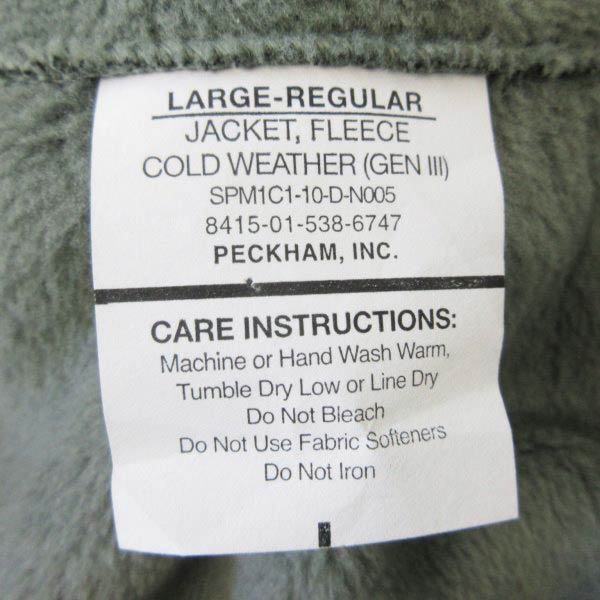 LARGE-REGULAR
JACKET, FLEECE
COLD WEATHER (GEN III)
SPM1C1-10-D-N005
8415-01-538-6747
PECKHAM, INC.
CARE INSTRUCTIONS:
Machine or Hand Wash Warm,
Tumble Dry Low or Line Dry
Do Not Bleach
Do Not Use Fabric Softeners
Do Not Iron